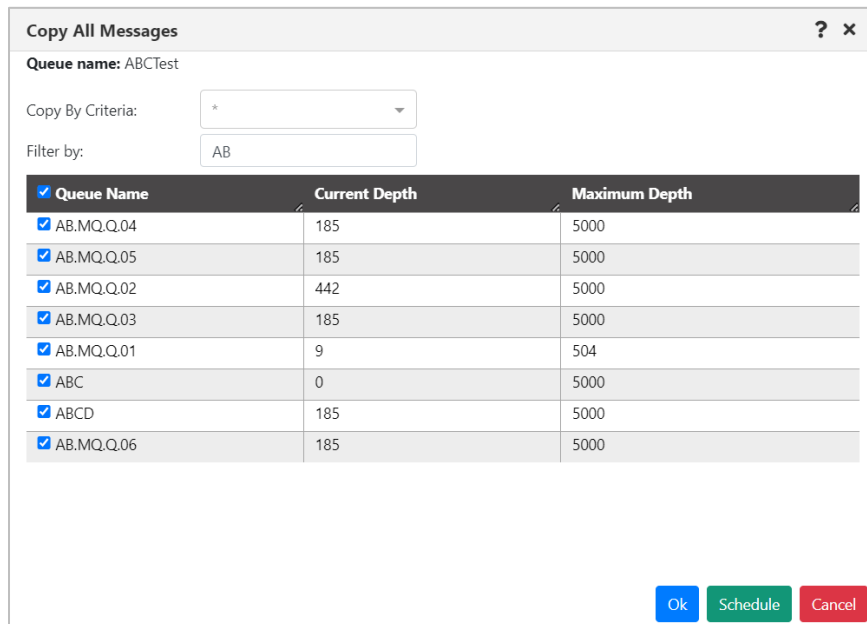 Copy All Messages ? ×
Queue name: ABCTest
Copy By Criteria: *
Filter by: AB
Queue Name Current Depth Maximum Depth
AB.MQ.Q.04 185 5000
AB.MQ.Q.05 185 5000
AB.MQ.Q.02 442 5000
AB.MQ.Q.03 185 5000
AB.MQ.Q.01 9 504
ABC 0 5000
ABCD 185 5000
AB.MQ.Q.06 185 5000
Ok Schedule Cancel